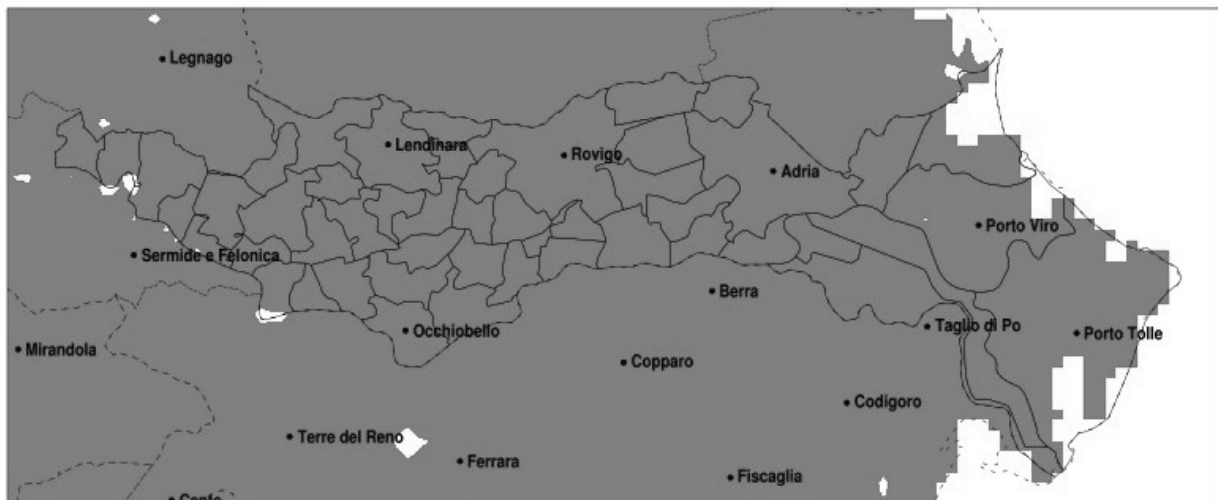 Legnago
Lendinara
Rovigo
Adria
Porto Viro
Sermide e Felonica
Berra
Occhiobello
Taglio di Po
Porto Tolle
Mirandola
Copparo
Codigoro
Terre del Reno
Ferrara
Fiscaglia